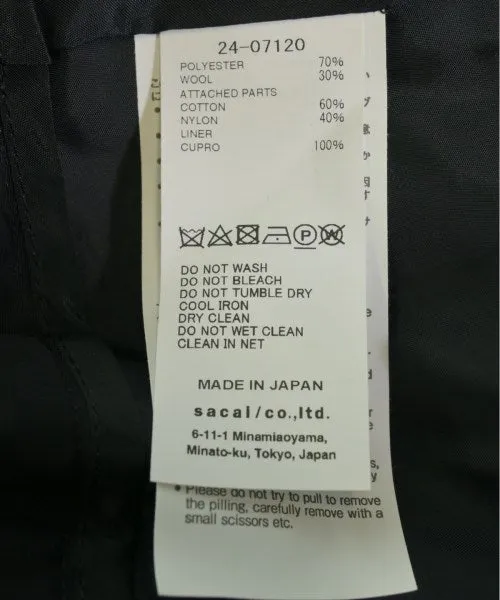 24-07120
POLYESTER 70%
WOOL 30%
ATTACHED PARTS
COTTON 60%
NYLON 40%
LINER
CUPRO 100%
P W
DO NOT WASH
DO NOT BLEACH
DO NOT TUMBLE DRY
COOL IRON
DRY CLEAN
DO NOT WET CLEAN
CLEAN IN NET
MADE IN JAPAN
sacai/co.,ltd.
6-11-1 Minamiaoyama,
Minato-ku, Tokyo, Japan
• Please do not try to pull to remove
the pilling, carefully remove with a
small scissors etc.